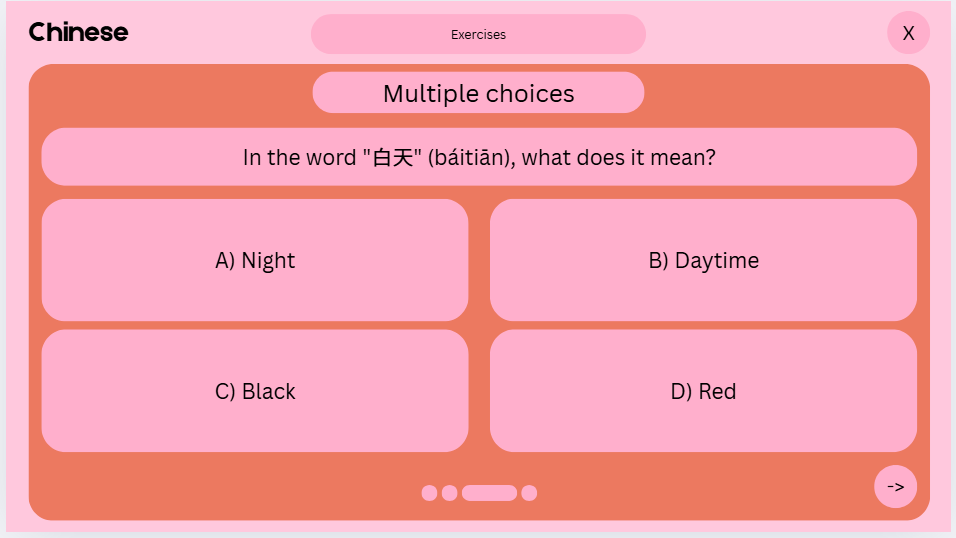 Chinese
Exercises
X
Multiple choices
In the word "白天" (báitiān), what does it mean?
A) Night
B) Daytime
C) Black
D) Red
->